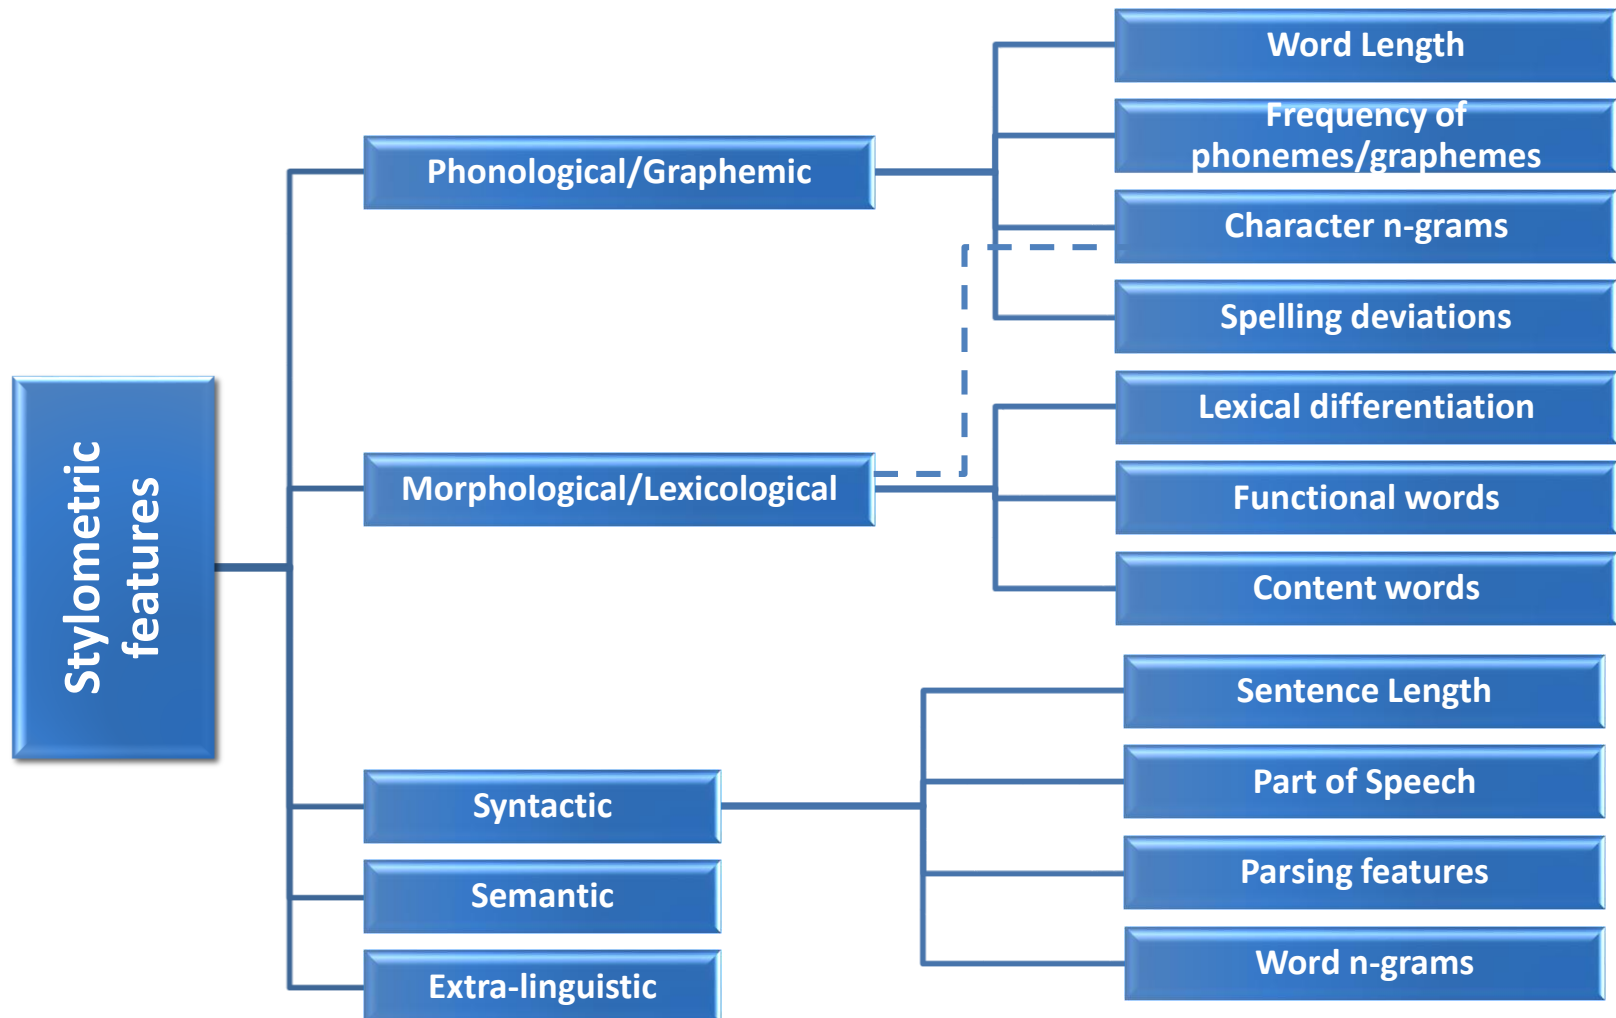 Stylometric
features
Phonological/Graphemic
Morphological/Lexicological
Syntactic
Semantic
Extra-linguistic
Word Length
Frequency of
phonemes/graphemes
Character n-grams
Spelling deviations
Lexical differentiation
Functional words
Content words
Sentence Length
Part of Speech
Parsing features
Word n-grams